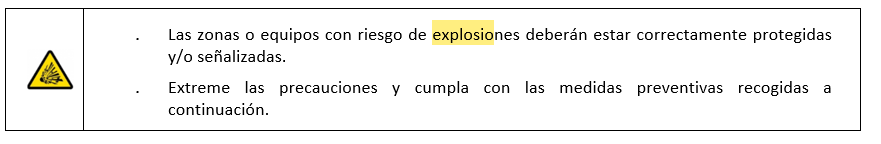 . Las zonas o equipos con riesgo de explosiones deberán estar correctamente protegidas
y/o señalizadas.
. Extreme las precauciones y cumpla con las medidas preventivas recogidas a
continuación.